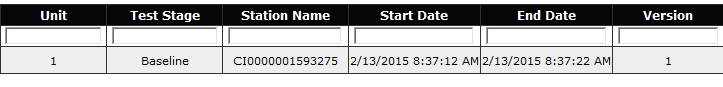 Unit Test Stage Station Name Start Date End Date Version
1 Baseline CI0000001593275 2/13/2015 8:37:12 AM 2/13/2015 8:37:22 AM 1